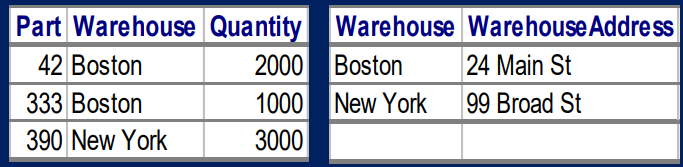 Part Warehouse Quantity
42 Boston 2000
333 Boston 1000
390 New York 3000
Warehouse WarehouseAddress
Boston 24 Main St
New York 99 Broad St